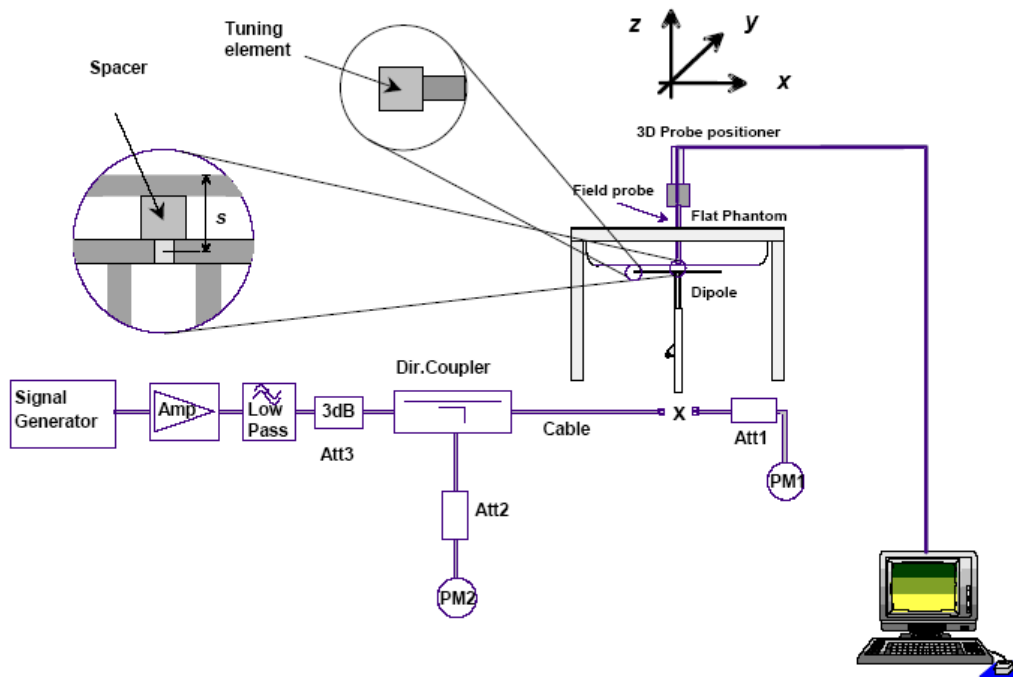 Tuning
element
Spacer
s
z
y
x
3D Probe positioner
Field probe
Flat Phantom
Dipole
Dir.Coupler
Signal
Generator
Amp
Low
Pass
3dB
Att3
Cable
X
Att1
PM1
Att2
PM2